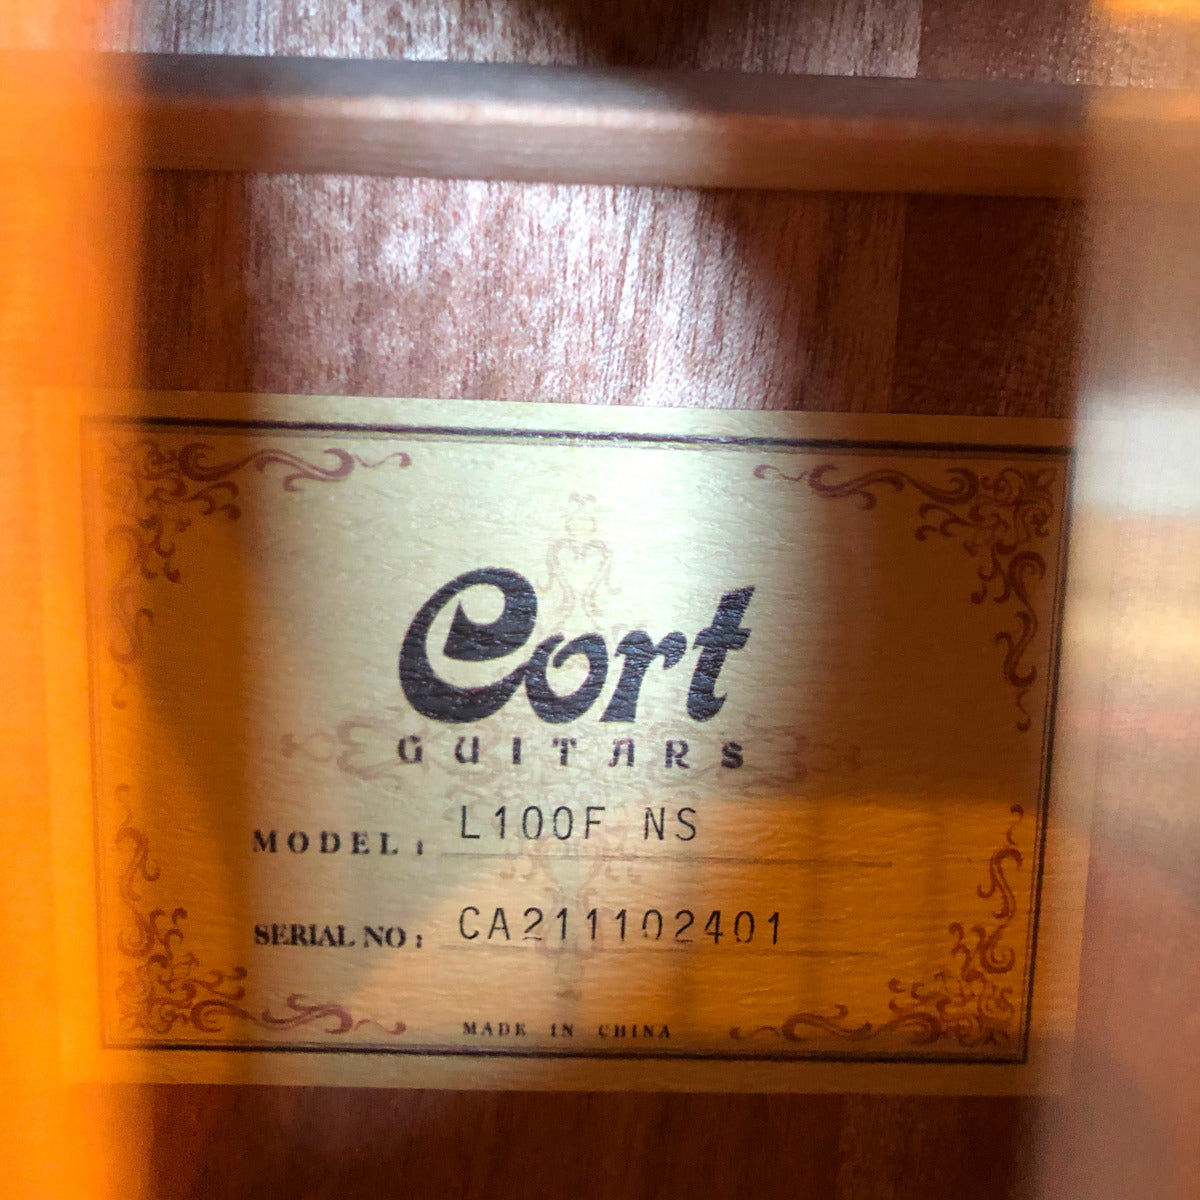 Cort
GUITARS
MODEL : L100F NS
SERIAL NO : CA211102401
MADE IN CHINA